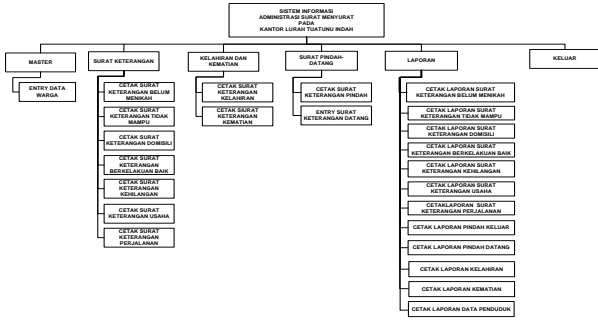 SISTEM INFORMASI
ADMINISTRASI SURAT MENYURAT
PADA
KANTOR LURAH TUATUNU INDAH
MASTER
SURAT KETERANGAN
KELAHIRAN DAN
KEMATIAN
SURAT PINDAH-
DATANG
LAPORAN
KELUAR
ENTRY DATA
WARGA
CETAK SURAT
KETERANGAN BELUM
MENIKAH
CETAK SURAT
KETERANGAN TIDAK
MAMPU
CETAK SURAT
KETERANGAN DOMISILI
CETAK SURAT
KETERANGAN
BERKELAKUAN BAIK
CETAK SURAT
KETERANGAN
KEHILANGAN
CETAK SURAT
KETERANGAN USAHA
CETAK SURAT
KETERANGAN
PERJALANAN
CETAK SURAT
KETERANGAN
KELAHIRAN
CETAK SIURAT
KETERANGAN
KEMATIAN
CETAK SURAT
KETERANGAN PINDAH
ENTRY SURAT
KETERANGAN DATANG
CETAK LAPORAN SURAT
KETERANGAN BELUM MENIKAH
CETAK LAPORAN SURAT
KETERANGAN TIDAK MAMPU
CETAK LAPORAN SURAT
KETERANGAN DOMISILI
CETAK LAPORAN SURAT
KETERANGAN BERKELAKUAN BAIK
CETAK LAPORAN SURAT
KETERANGAN KEHILANGAN
CETAK LAPORAN SURAT
KETERANGAN USAHA
CETAKLAPORAN SURAT
KETERANGAN PERJALANAN
CETAK LAPORAN PINDAH KELUAR
CETAK LAPORAN PINDAH DATANG
CETAK LAPORAN KELAHIRAN
CETAK LAPORAN KEMATIAN
CETAK LAPORAN DATA PENDUDUK